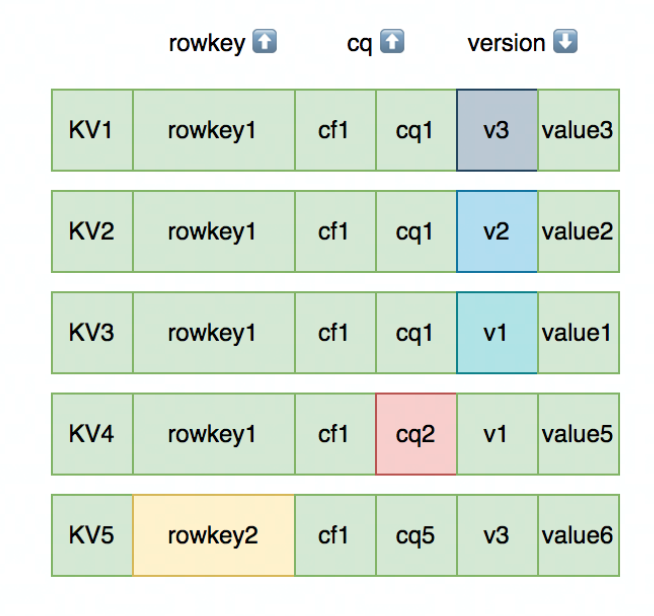 rowkey ⬆️ cq ⬆️ version ⬇️
KV1 rowkey1 cf1 cq1 v3 value3
KV2 rowkey1 cf1 cq1 v2 value2
KV3 rowkey1 cf1 cq1 v1 value1
KV4 rowkey1 cf1 cq2 v1 value5
KV5 rowkey2 cf1 cq5 v3 value6